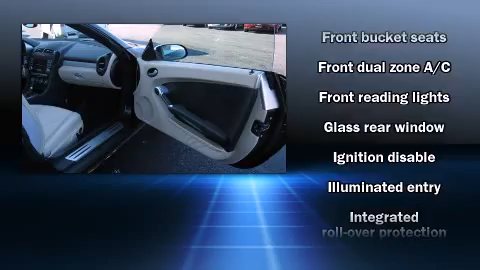 Front bucket seats
Front dual zone A/C
Front reading lights
Glass rear window
Ignition disable
Illuminated entry
Integrated
roll-over protection